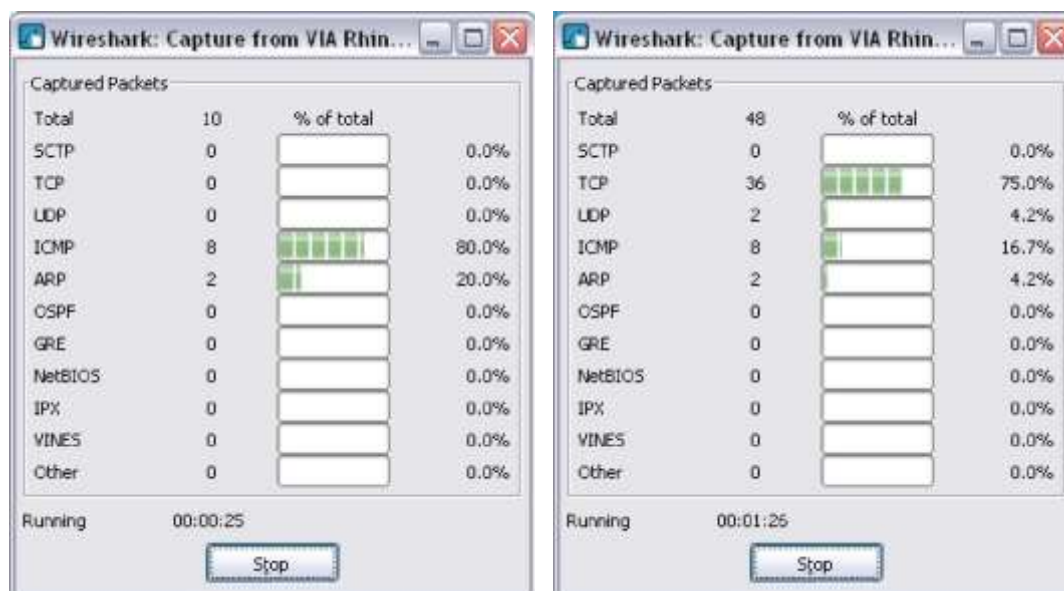 Wireshark: Capture from VIA Rhin...
Captured Packets
Total 10 % of total
SCTP 0 0.0%
TCP 0 0.0%
UDP 0 0.0%
ICMP 8 80.0%
ARP 2 20.0%
OSPF 0 0.0%
GRE 0 0.0%
NetBIOS 0 0.0%
IPX 0 0.0%
VINES 0 0.0%
Other 0 0.0%
Running 00:00:25
Stop
Wireshark: Capture from VIA Rhin...
Captured Packets
Total 48 % of total
SCTP 0 0.0%
TCP 36 75.0%
UDP 2 4.2%
ICMP 8 16.7%
ARP 2 4.2%
OSPF 0 0.0%
GRE 0 0.0%
NetBIOS 0 0.0%
IPX 0 0.0%
VINES 0 0.0%
Other 0 0.0%
Running 00:01:26
Stop